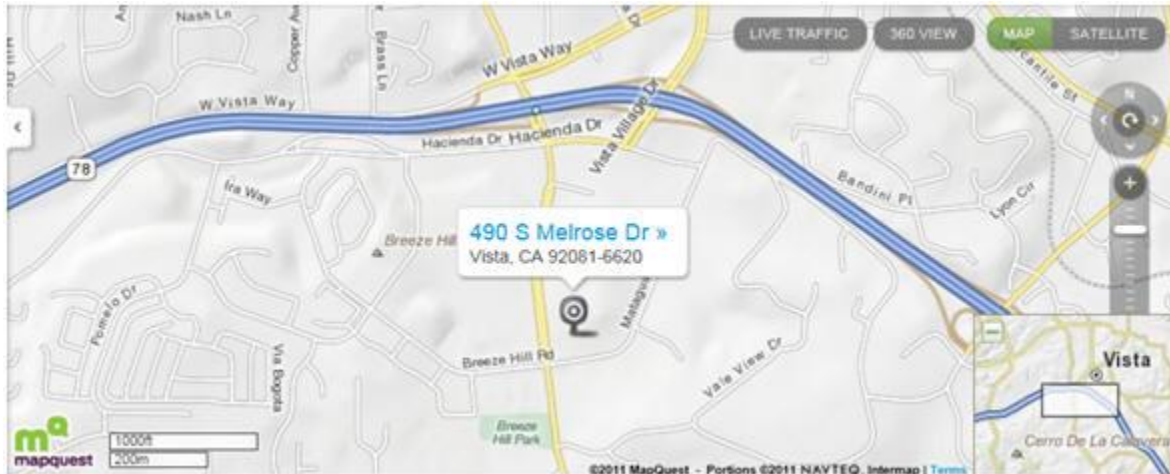 Nash Ln
Copper Av
Brass Ln
W Vista Way
LIVE TRAFFIC
360 VIEW
MAP
SATELLITE
W Vista Way
Hacienda Dr
Hacienda Dr
Vista Village Dr
N
78
Ira Way
Bandini Pl
Lyon Cir
490 S Melrose Dr »
Vista, CA 92081-6620
Breeze Hill
Pomelo Dr
Via Bogota
Breeze Hill Rd
Vale View Dr
Breeze
Hill Park
Vista
Cerro De La Calavera
mapquest
1000ft
200m
©2011 MapQuest - Portions ©2011 NAVTEQ, Intermap | Terms